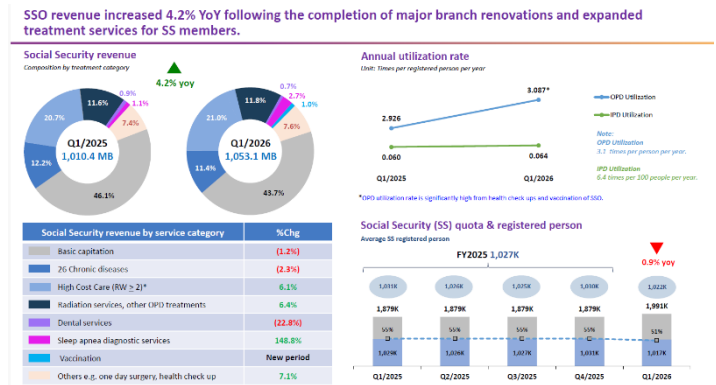 SSO revenue increased 4.2% YoY following the completion of major branch renovations and expanded
treatment services for SS members.
Social Security revenue
Composition by treatment category
4.2% yoy
Q1/2025
1,010.4 MB
46.1%
12.2%
20.7%
11.6%
0.9%
1.1%
7.4%
Q1/2026
1,053.1 MB
43.7%
11.4%
21.0%
11.8%
0.7%
2.7%
1.0%
7.6%
Social Security revenue by service category %Chg
Basic capitation (1.2%)
26 Chronic diseases (2.3%)
High Cost Care (RW ≥ 2)* 6.1%
Radiation services, other OPD treatments 6.4%
Dental services (22.8%)
Sleep apnea diagnostic services 148.8%
Vaccination New period
Others e.g. one day surgery, health check up 7.1%
Annual utilization rate
Unit: Times per registered person per year
2.926
3.087*
0.060
0.064
Q1/2025 Q1/2026
OPD Utilization
IPD Utilization
Note:
OPD Utilization
3.1 times per person per year.
IPD Utilization
6.4 times per 100 people per year.
*OPD utilization rate is significantly high from health check ups and vaccination of SSO.
Social Security (SS) quota & registered person
Average SS registered person
FY2025 1,027K
0.9% yoy
1,031K 1,026K 1,025K 1,030K 1,022K
1,879K 1,879K 1,879K 1,879K 1,991K
55% 55% 55% 55% 51%
1,029K 1,026K 1,027K 1,031K 1,017K
Q1/2025 Q2/2025 Q3/2025 Q4/2025 Q1/2026